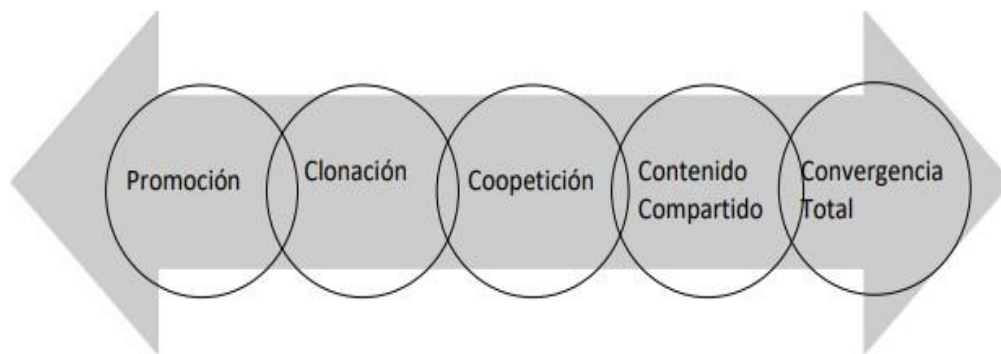 Promoción
Clonación
Coopetición
Contenido
Compartido
Convergencia
Total